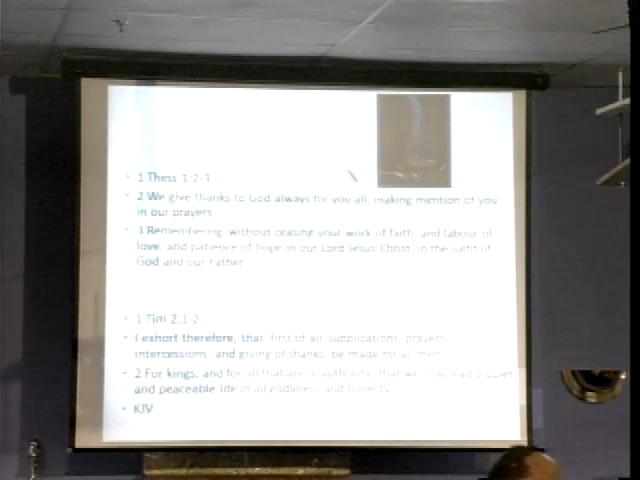 • 1 Thess 1:2-3
• 2 We give thanks to God always for you all, making mention of you
in our prayers
• 3 Remembering without ceasing your work of faith, and labour of
love, and patience of hope in our Lord Jesus Christ, in the sight of
God and our Father
• 1 Tim 2:1-2
• I exhort therefore, that, first of all, supplications, prayers,
intercessions, and giving of thanks, be made for all men
• 2 For kings, and for all that are in authority; that we may lead a quiet
and peaceable life in all godliness and honesty
• KJV